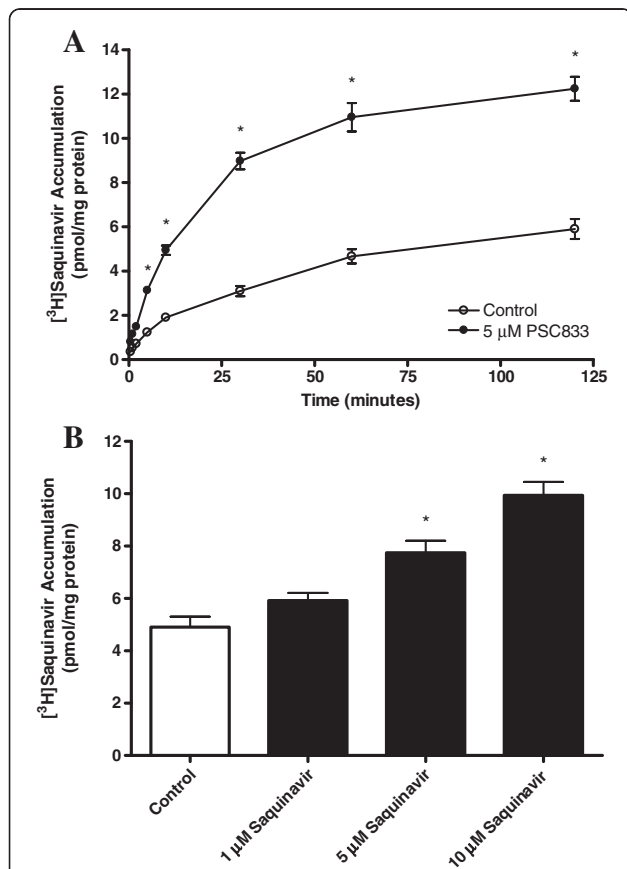 A
[³H]Saquinavir Accumulation
(pmol/mg protein)
14
12
10
8
6
4
2
0
* * * * *
0 25 50 75 100 125
Time (minutes)
Control
5 µM PSC833
B
[³H]Saquinavir Accumulation
(pmol/mg protein)
12
10
8
6
4
2
0
* *
Control
1 µM Saquinavir
5 µM Saquinavir
10 µM Saquinavir